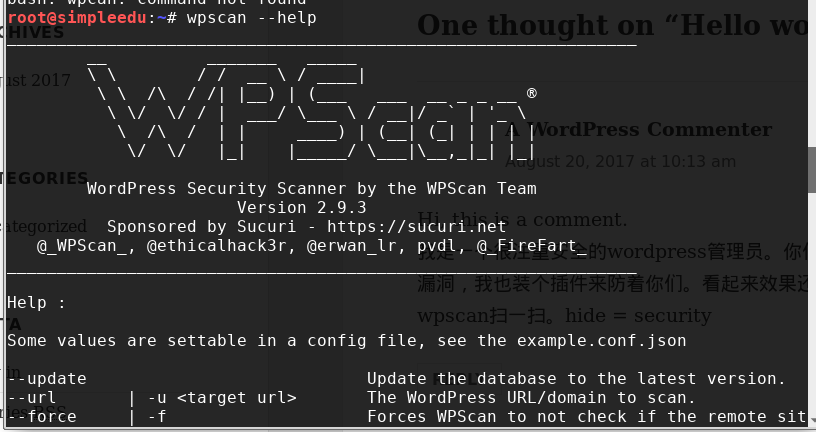 bash: wpcan: command not found
root@simpleedu:~# wpscan --help
WPScan ®
WordPress Security Scanner by the WPScan Team
Version 2.9.3
Sponsored by Sucuri - https://sucuri.net
@_WPScan_, @ethicalhack3r, @erwan_lr, pvdl, @_FireFart_
Help :
Some values are settable in a config file, see the example.conf.json
--update Update the database to the latest version.
--url | -u <target url> The WordPress URL/domain to scan.
--force | -f Forces WPScan to not check if the remote sit
One thought on “Hello wo
A WordPress Commenter
August 20, 2017 at 10:13 am
Hi, this is a comment.
我是一个很注重安全的wordpress管理员。你们
漏洞，我也装个插件来防着你们。看起来效果还
wpscan扫一扫。hide = security
HIVES
ust 2017
EGORIES
ategorized
TA
in
RSS